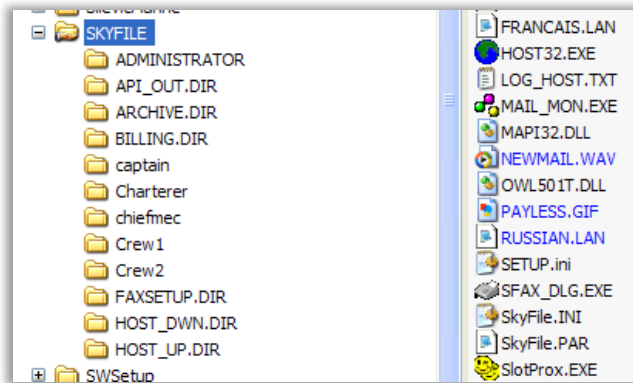 SKYFILE
ADMINISTRATOR
API_OUT.DIR
ARCHIVE.DIR
BILLING.DIR
captain
Charterer
chiefmec
Crew1
Crew2
FAXSETUP.DIR
HOST_DWN.DIR
HOST_UP.DIR
SWSetup
FRANCAIS.LAN
HOST32.EXE
LOG_HOST.TXT
MAIL_MON.EXE
MAPI32.DLL
NEWMAIL.WAV
OWL501T.DLL
PAYLESS.GIF
RUSSIAN.LAN
SETUP.ini
SFAX_DLG.EXE
SkyFile.INI
SkyFile.PAR
SlotProx.EXE